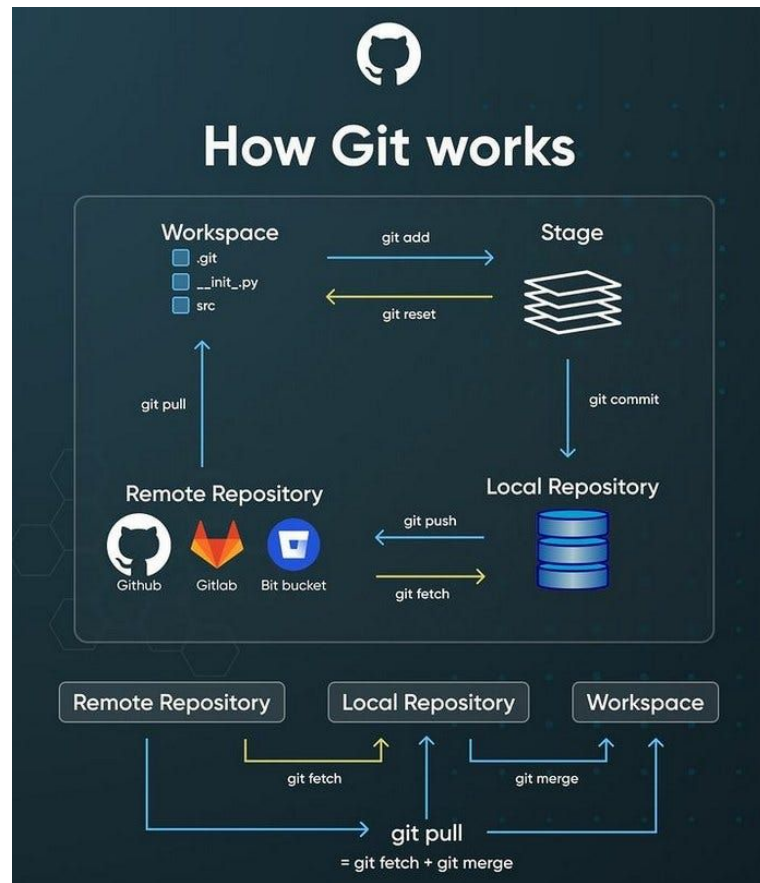 How Git works
Workspace
.git
__init_.py
src
git add
git reset
Stage
git pull
git commit
Remote Repository
Github
Gitlab
Bit bucket
git push
git fetch
Local Repository
Remote Repository
Local Repository
Workspace
git fetch
git merge
git pull
= git fetch + git merge